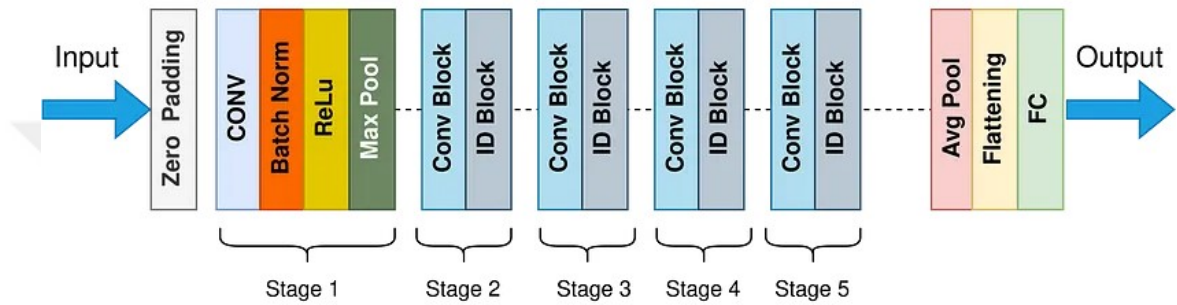 Input
Zero Padding
CONV
Batch Norm
ReLu
Max Pool
Conv Block
ID Block
Conv Block
ID Block
Conv Block
ID Block
Conv Block
ID Block
Avg Pool
Flattening
FC
Output
Stage 1
Stage 2
Stage 3
Stage 4
Stage 5